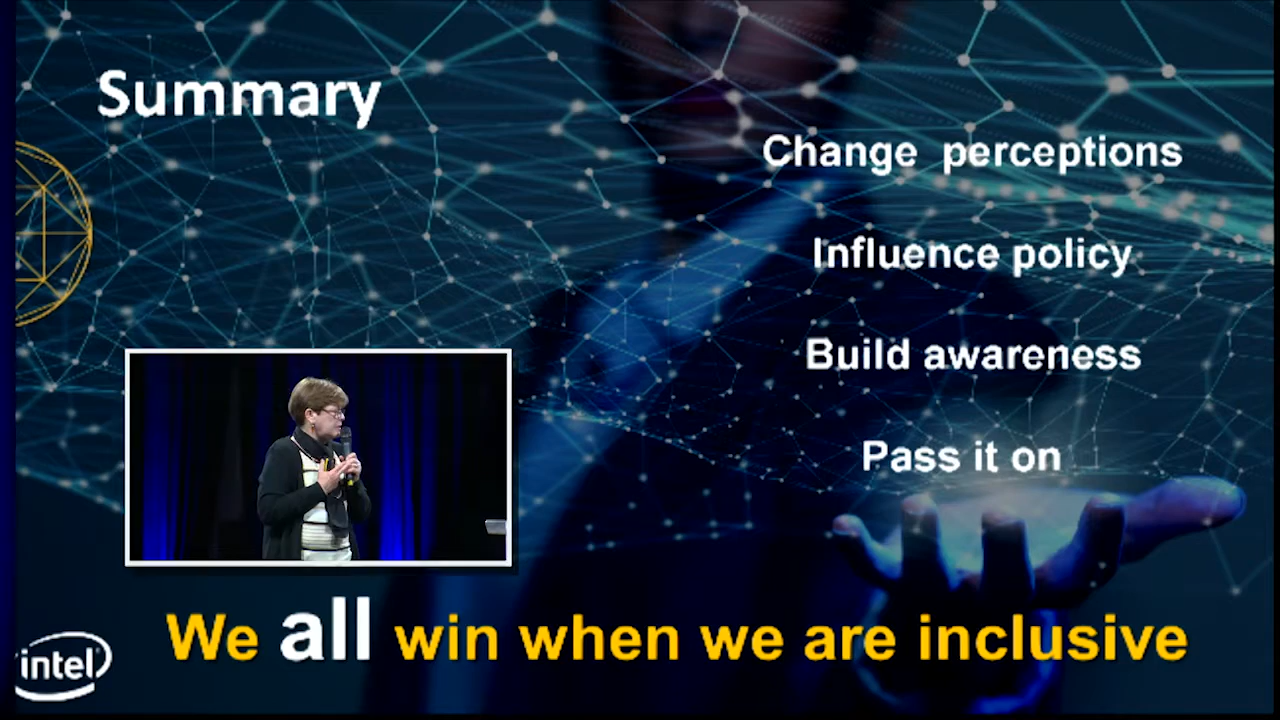 Summary
Change perceptions
Influence policy
Build awareness
Pass it on
We all win when we are inclusive
intel